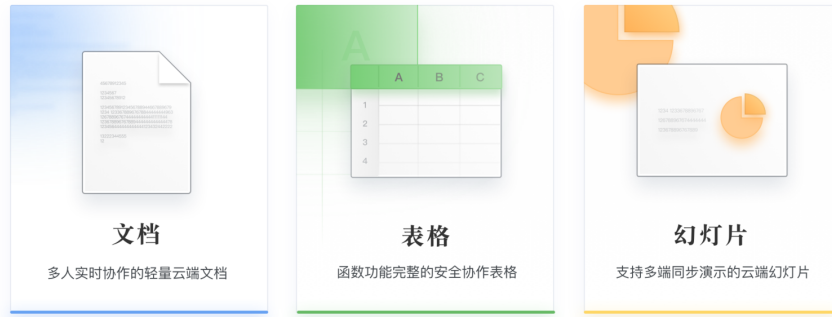 文档
多人实时协作的轻量云端文档
A
A B C
1
2
3
4
表格
函数功能完整的安全协作表格
幻灯片
支持多端同步演示的云端幻灯片